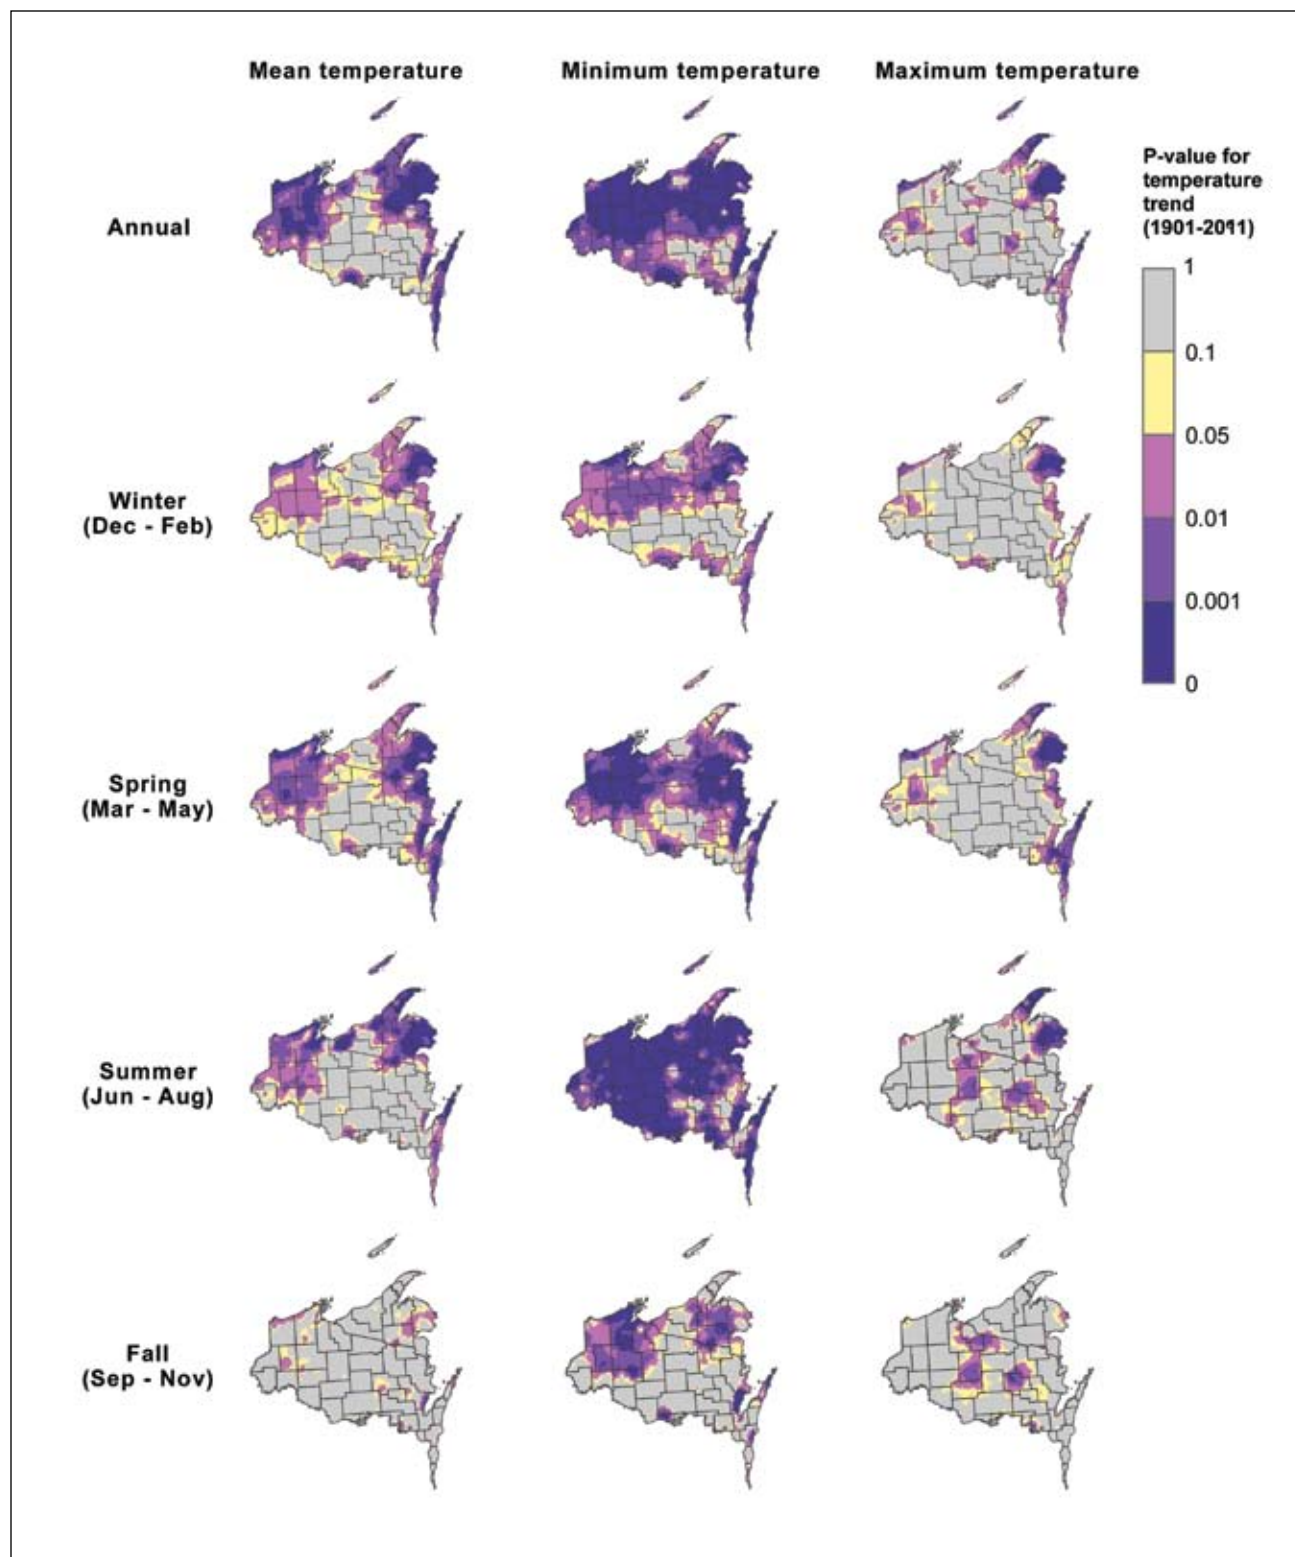 Mean temperature
Minimum temperature
Maximum temperature
P-value for
temperature
trend
(1901-2011)
1
0.1
0.05
0.01
0.001
0
Annual
Winter
(Dec - Feb)
Spring
(Mar - May)
Summer
(Jun - Aug)
Fall
(Sep - Nov)